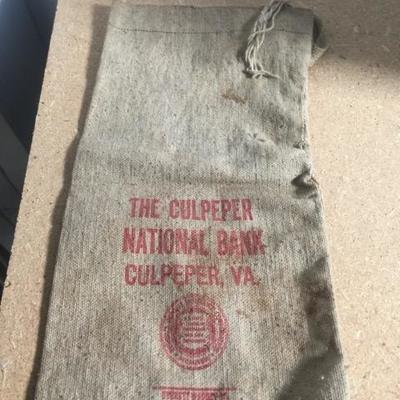 THE CULPEPER
NATIONAL BANK
CULPEPER, VA.